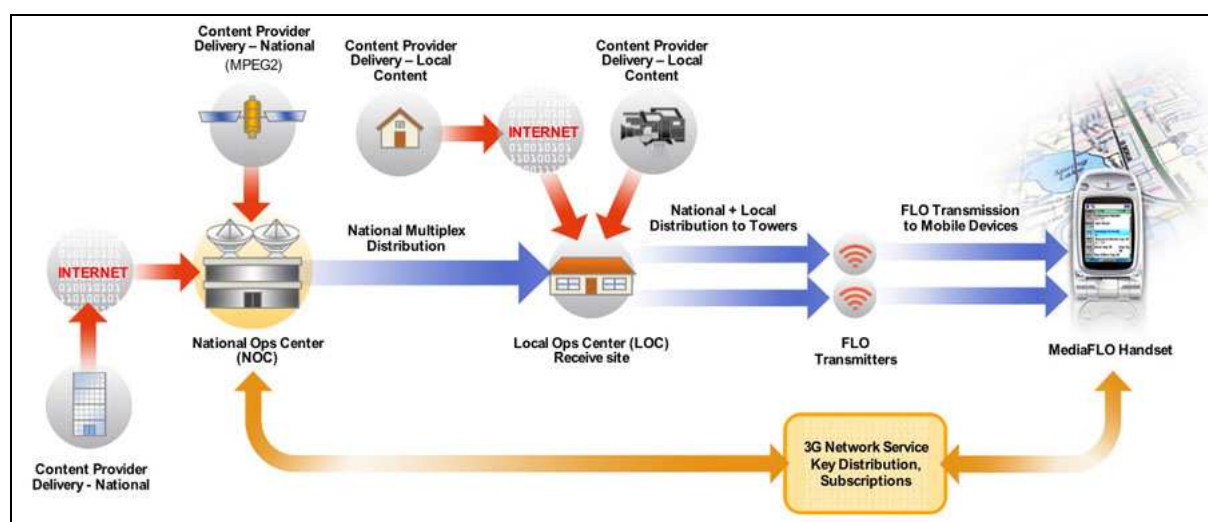 Content Provider
Delivery – National
(MPEG2)
Content Provider
Delivery – Local
Content
Content Provider
Delivery – Local
Content
INTERNET
INTERNET
National Multiplex
Distribution
National + Local
Distribution to Towers
FLO Transmission
to Mobile Devices
National Ops Center
(NOC)
Local Ops Center (LOC)
Receive site
FLO
Transmitters
MediaFLO Handset
Content Provider
Delivery - National
3G Network Service
Key Distribution,
Subscriptions